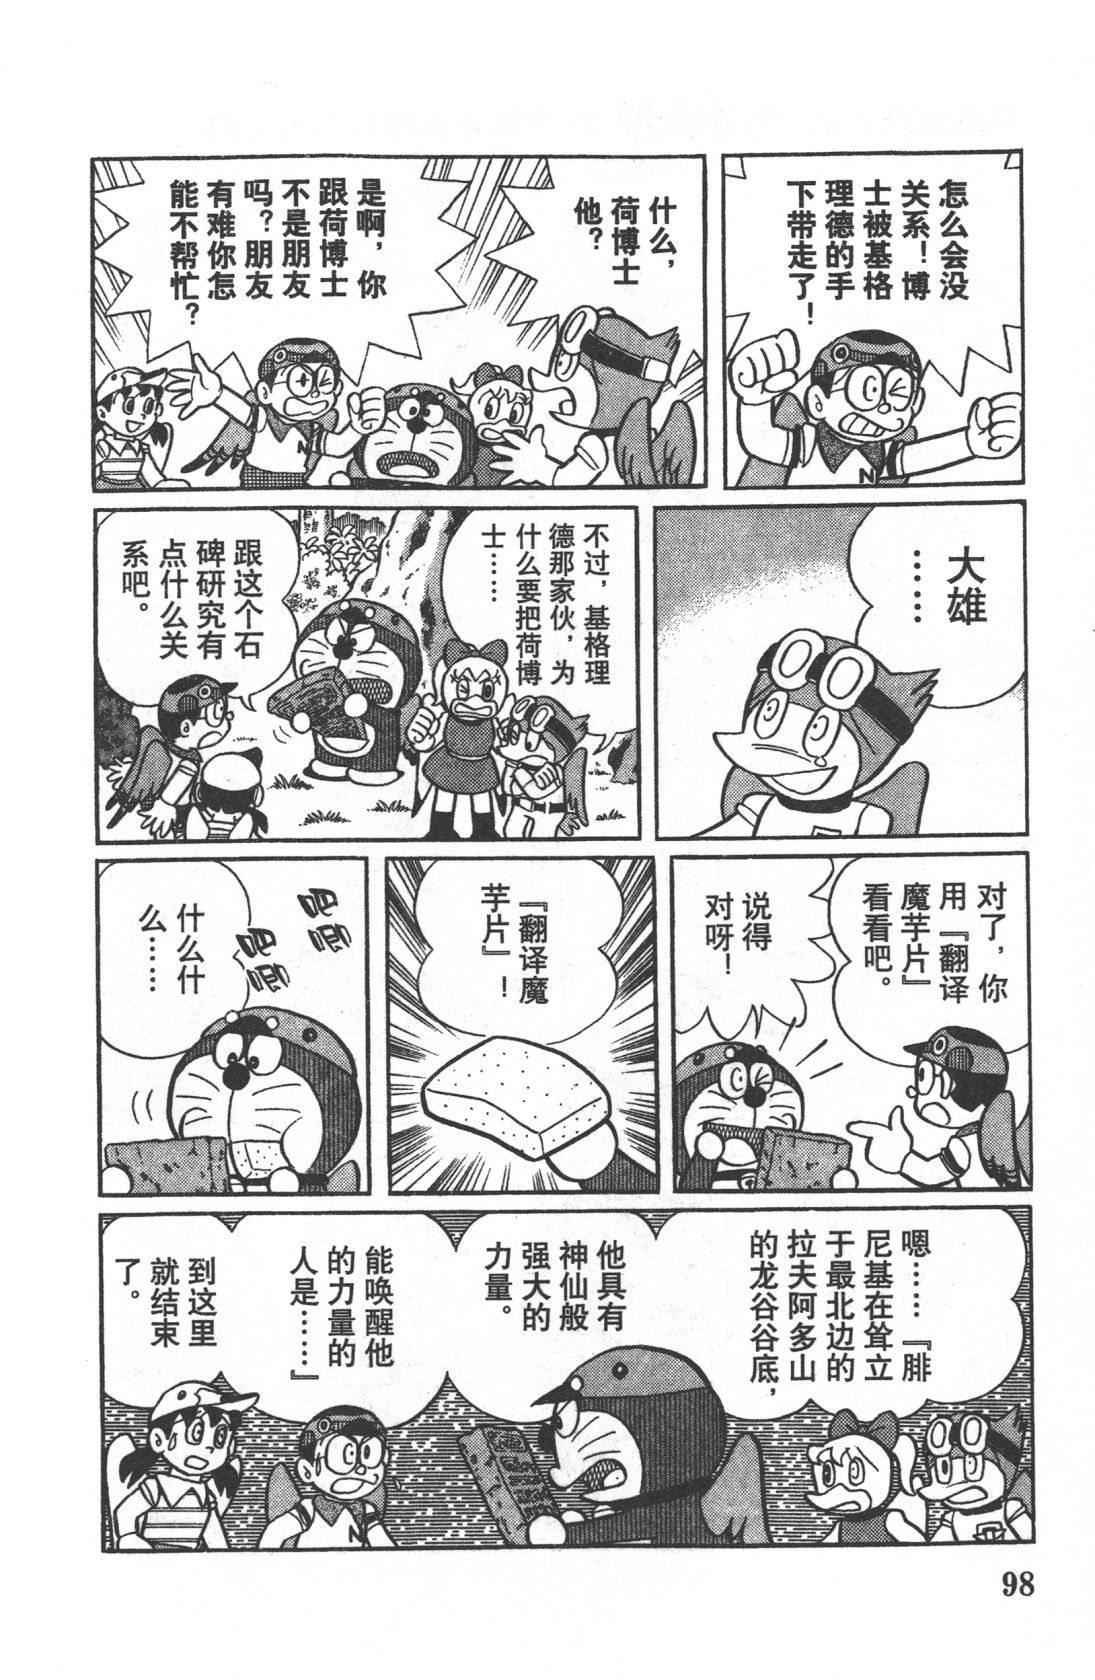 怎么会没
关系！博
士被基格
理德的手
下带走了！
什么，
荷博士
他？
是啊，你
跟荷博士
不是朋友
吗？朋友
有难你怎
能不帮忙？
大雄
……
不过，基格理
德那家伙，为
什么要把荷博
士……
跟这个石
碑研究有
点什么关
系吧。
对了，你
用『翻译
魔芋片』
看看吧。
说得
对呀！
『翻译魔
芋片』！
吧唧
吧唧
什么什
么……
嗯……『腓
尼基在耸立
于最北边的
拉夫阿多山
的龙谷谷底，
他具有
神仙般
强大的
力量。
能唤醒他
的力量的
人是……』
到这里
就结束
了。
98